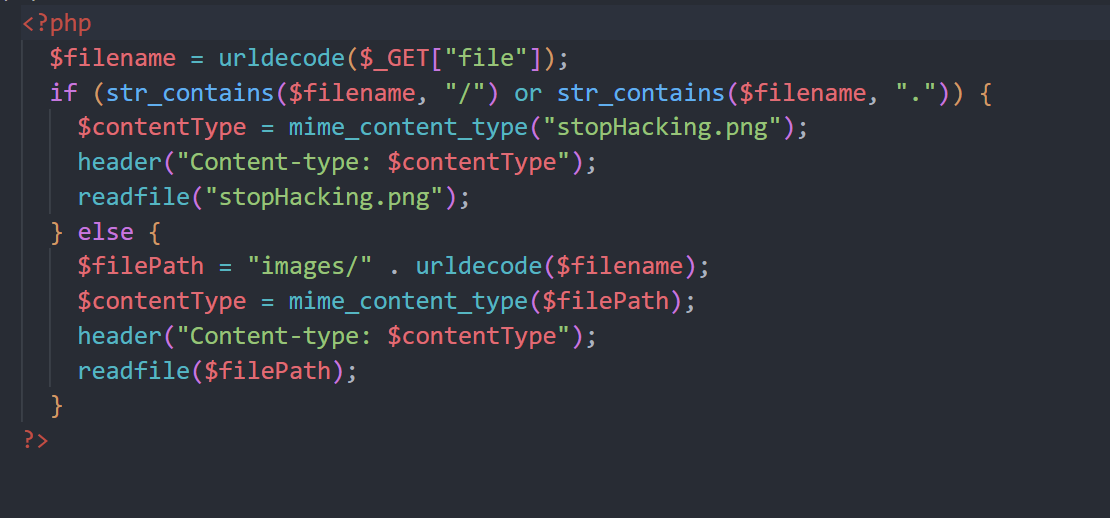 <?php
$filename = urldecode($_GET["file"]);
if (str_contains($filename, "/") or str_contains($filename, ".")) {
$contentType = mime_content_type("stopHacking.png");
header("Content-type: $contentType");
readfile("stopHacking.png");
} else {
$filePath = "images/" . urldecode($filename);
$contentType = mime_content_type($filePath);
header("Content-type: $contentType");
readfile($filePath);
}
?>